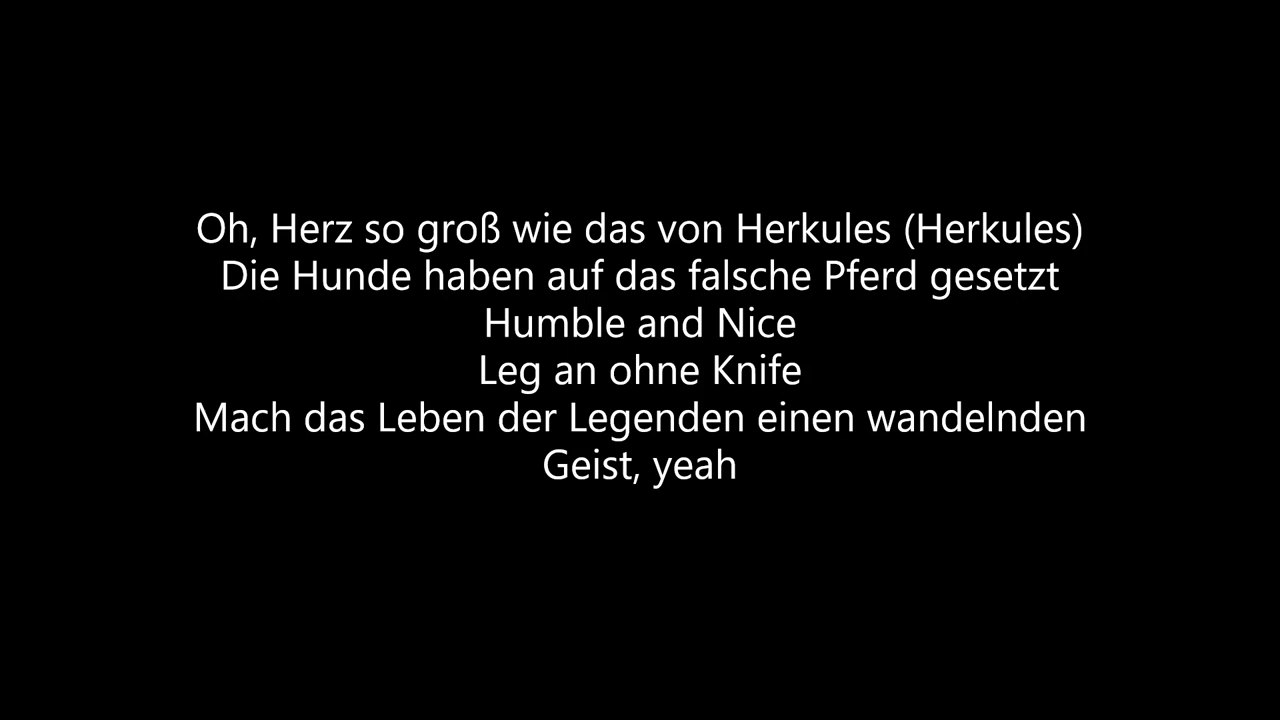 Oh, Herz so groß wie das von Herkules (Herkules)
Die Hunde haben auf das falsche Pferd gesetzt
Humble and Nice
Leg an ohne Knife
Mach das Leben der Legenden einen wandelnden
Geist, yeah